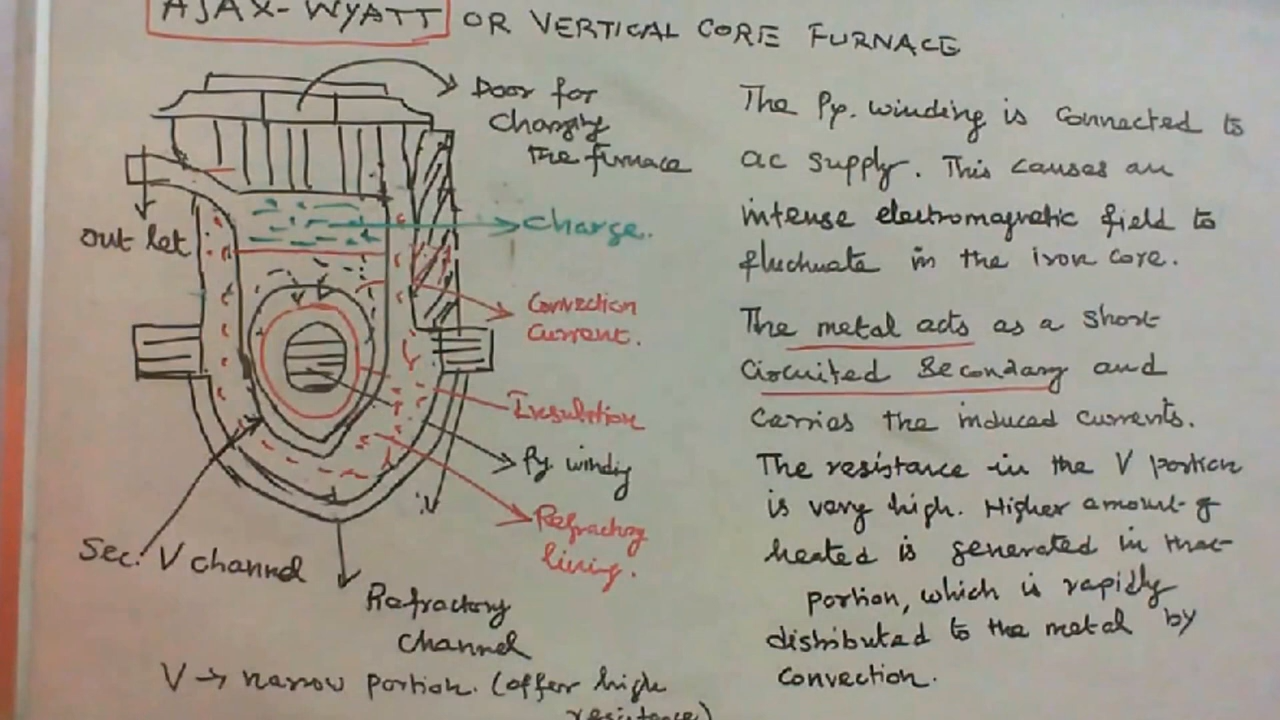 AJAX-WYATT OR VERTICAL CORE FURNACE
Door for
charging
the furnace
out let
charge.
Convection
Current.
Insulation
Py. winding
Refractory
lining.
Sec. V channel
Refractory
channel
V → narrow portion. (offer high
resistance)
The Py. winding is connected to
ac supply. This causes an
intense electromagnetic field to
fluctuate in the iron core.
The metal acts as a short
circuited secondary and
carries the induced currents.
The resistance in the V portion
is very high. Higher amount of
heated is generated in that
portion, which is rapidly
distributed to the metal by
convection.